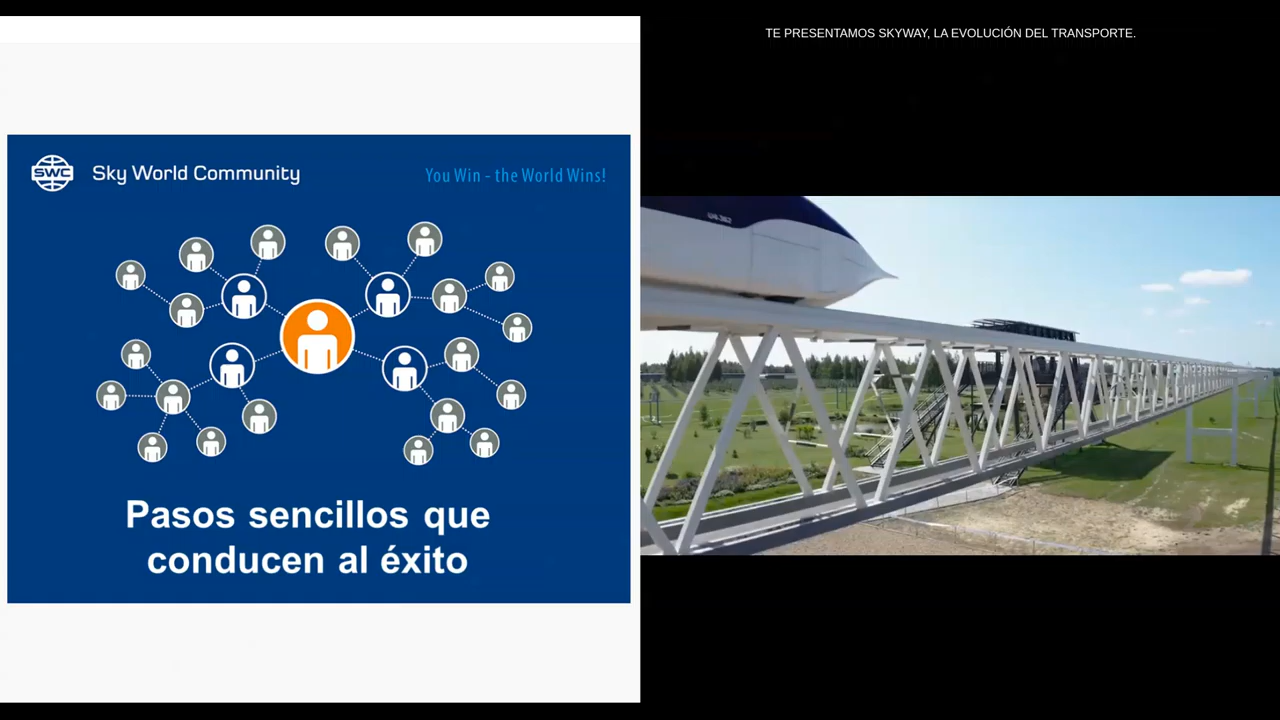 SWC
Sky World Community
You Win - the World Wins!
Pasos sencillos que
conducen al éxito
TE PRESENTAMOS SKYWAY, LA EVOLUCIÓN DEL TRANSPORTE.